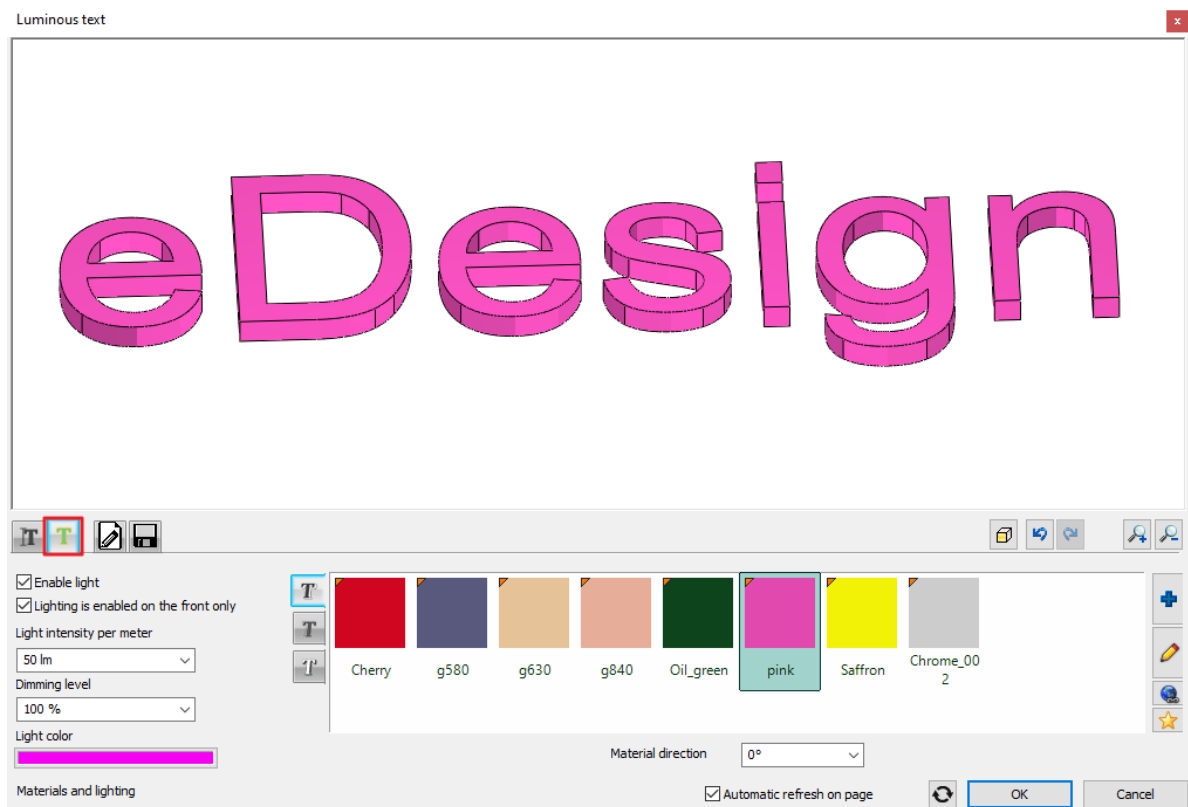 Luminous text
x
eDesign
Enable light
Lighting is enabled on the front only
Light intensity per meter
50 lm
Dimming level
100 %
Light color
Materials and lighting
Cherry
g580
g630
g840
Oil_green
pink
Saffron
Chrome_00
2
Material direction
0°
Automatic refresh on page
OK
Cancel